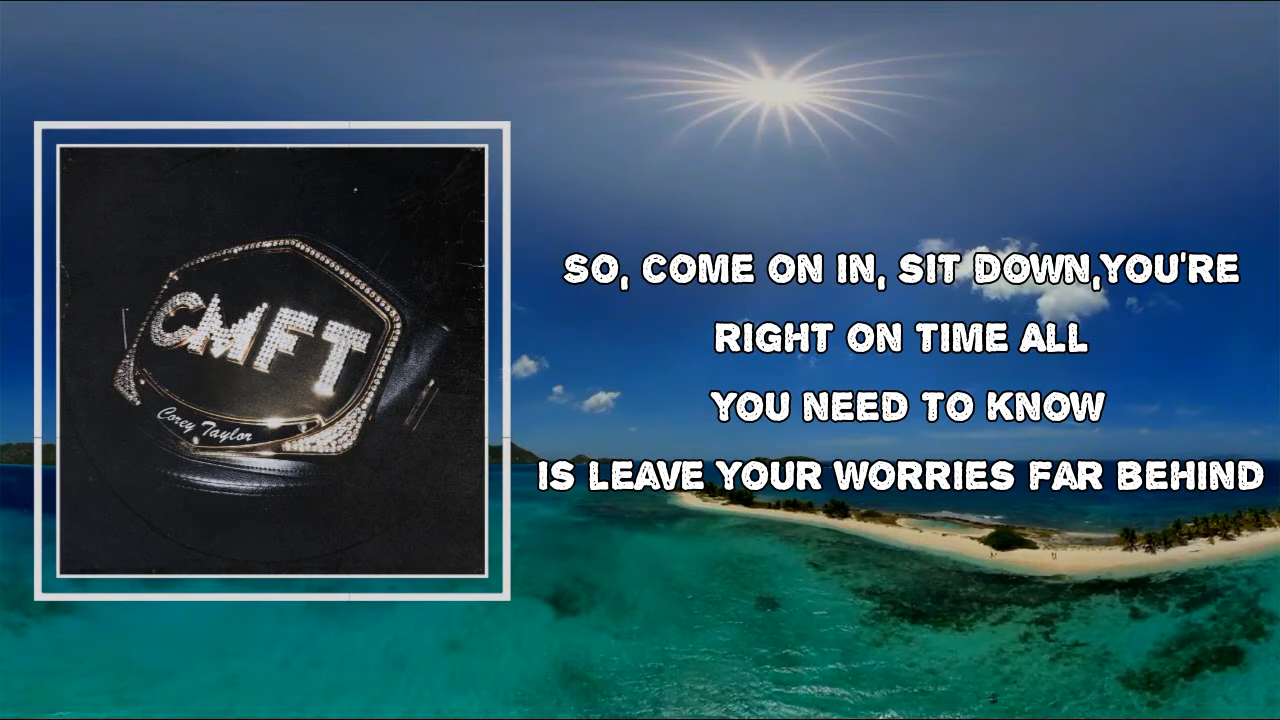 CMFT
Corey Taylor
SO, COME ON IN, SIT DOWN,YOU'RE
RIGHT ON TIME ALL
YOU NEED TO KNOW
IS LEAVE YOUR WORRIES FAR BEHIND